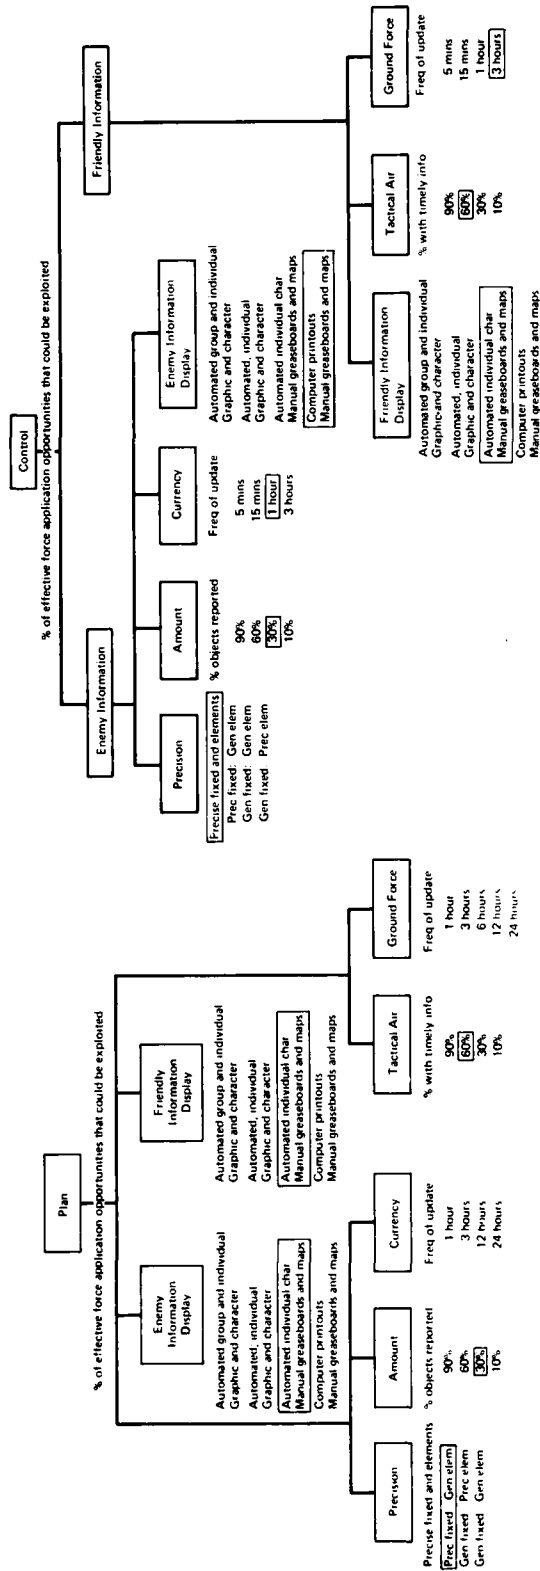 Plan
% of effective force application opportunities that could be exploited
Enemy
Information
Display
Automated group and individual
Graphic and character
Automated, individual
Graphic and character
Automated individual char
Manual greaseboards and maps
Computer printouts
Manual greaseboards and maps
Friendly
Information
Display
Automated group and individual
Graphic and character
Automated, individual
Graphic and character
Automated individual char
Manual greaseboards and maps
Computer printouts
Manual greaseboards and maps
Precision
Precise fixed and elements
Prec fixed Gen elem
Gen fixed Prec elem
Gen fixed Gen elem
Amount
% objects reported
90%
60%
30%
10%
Currency
Freq of update
1 hour
3 hours
12 hours
24 hours
Tactical Air
% with timely info
90%
60%
30%
10%
Ground Force
Freq of update
1 hour
3 hours
6 hours
12 hours
24 hours
Control
% of effective force application opportunities that could be exploited
Enemy Information
Friendly Information
Precision
Precise fixed and elements
Prec fixed: Gen elem
Gen fixed: Gen elem
Gen fixed: Prec elem
Amount
% objects reported
90%
60%
30%
10%
Currency
Freq of update
5 mins
15 mins
1 hour
3 hours
Enemy Information
Display
Automated group and individual
Graphic and character
Automated, individual
Graphic and character
Automated individual char
Manual greaseboards and maps
Computer printouts
Manual greaseboards and maps
Friendly Information
Display
Automated group and individual
Graphic and character
Automated, individual
Graphic and character
Automated individual char
Manual greaseboards and maps
Computer printouts
Manual greaseboards and maps
Tactical Air
% with timely info
90%
60%
30%
10%
Ground Force
Freq of update
5 mins
15 mins
1 hour
3 hours